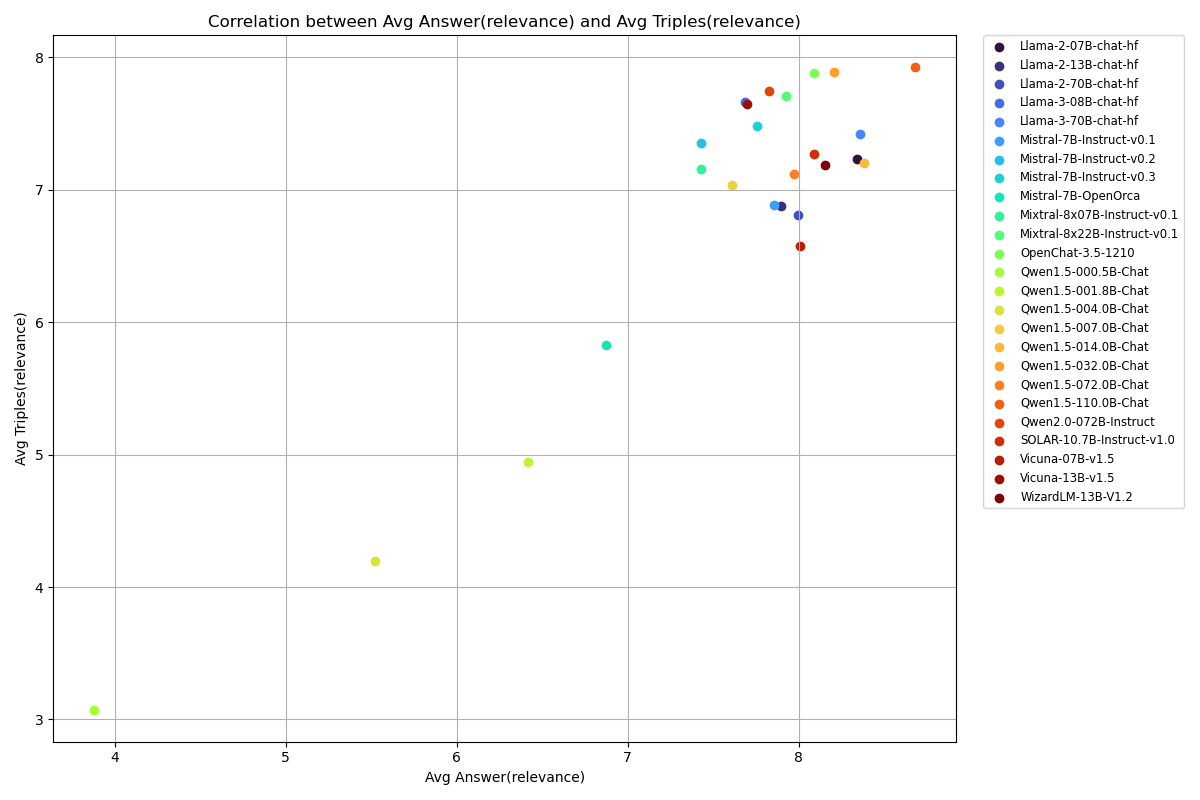 Correlation between Avg Answer(relevance) and Avg Triples(relevance)
8
7
6
5
4
3
Avg Triples(relevance)
4 5 6 7 8
Avg Answer(relevance)
Llama-2-07B-chat-hf
Llama-2-13B-chat-hf
Llama-2-70B-chat-hf
Llama-3-08B-chat-hf
Llama-3-70B-chat-hf
Mistral-7B-Instruct-v0.1
Mistral-7B-Instruct-v0.2
Mistral-7B-Instruct-v0.3
Mistral-7B-OpenOrca
Mixtral-8x07B-Instruct-v0.1
Mixtral-8x22B-Instruct-v0.1
OpenChat-3.5-1210
Qwen1.5-000.5B-Chat
Qwen1.5-001.8B-Chat
Qwen1.5-004.0B-Chat
Qwen1.5-007.0B-Chat
Qwen1.5-014.0B-Chat
Qwen1.5-032.0B-Chat
Qwen1.5-072.0B-Chat
Qwen1.5-110.0B-Chat
Qwen2.0-072B-Instruct
SOLAR-10.7B-Instruct-v1.0
Vicuna-07B-v1.5
Vicuna-13B-v1.5
WizardLM-13B-V1.2